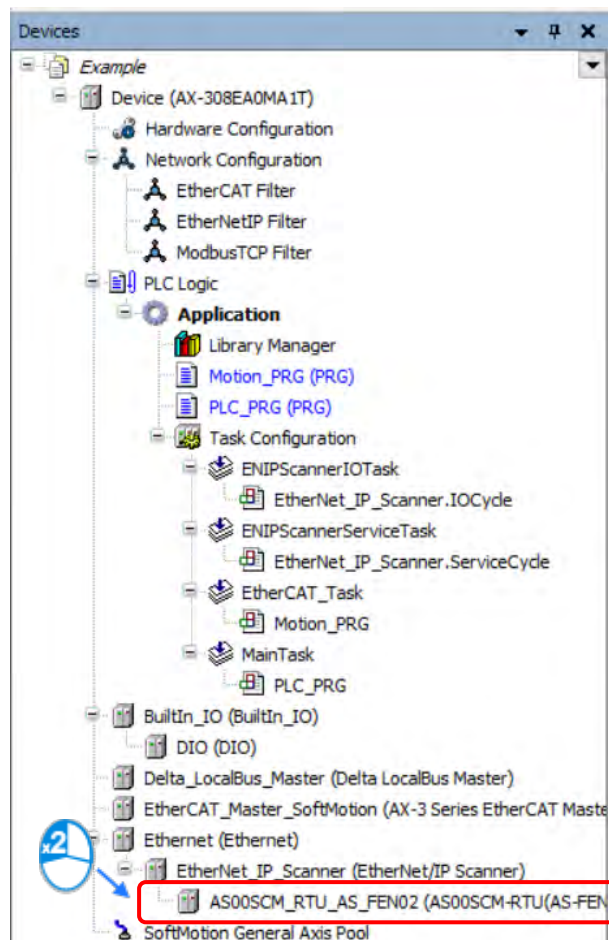 Devices
Example
Device (AX-308EA0MA1T)
Hardware Configuration
Network Configuration
EtherCAT Filter
EtherNetIP Filter
ModbusTCP Filter
PLC Logic
Application
Library Manager
Motion_PRG (PRG)
PLC_PRG (PRG)
Task Configuration
ENIPScannerIOTask
EtherNet_IP_Scanner.IOCycle
ENIPScannerServiceTask
EtherNet_IP_Scanner.ServiceCycle
EtherCAT_Task
Motion_PRG
MainTask
PLC_PRG
BuiltIn_IO (BuiltIn_IO)
DIO (DIO)
Delta_LocalBus_Master (Delta LocalBus Master)
EtherCAT_Master_SoftMotion (AX-3 Series EtherCAT Maste
Ethernet (Ethernet)
x2
EtherNet_IP_Scanner (EtherNet/IP Scanner)
AS00SCM_RTU_AS_FEN02 (AS00SCM-RTU(AS-FEN
SoftMotion General Axis Pool